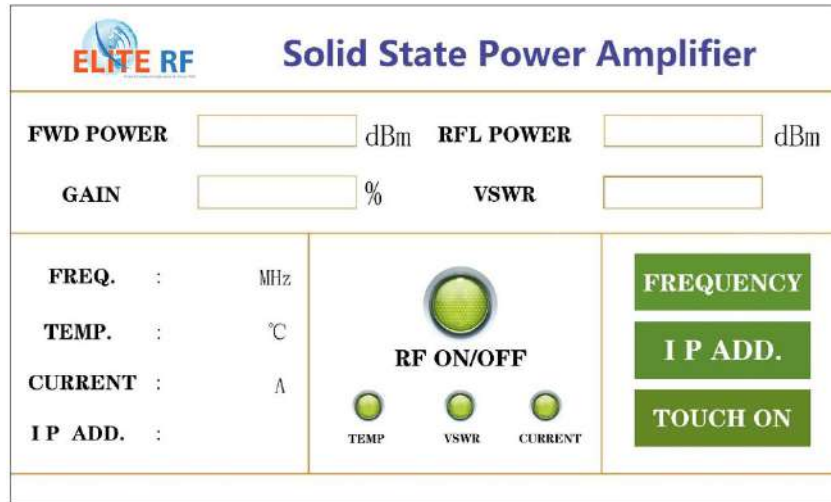 ELITE RF
Solid State Power Amplifier
FWD POWER dBm RFL POWER dBm
GAIN % VSWR
FREQ. : MHz
TEMP. : ℃
CURRENT : A
I P ADD. :
RF ON/OFF
TEMP VSWR CURRENT
FREQUENCY
I P ADD.
TOUCH ON